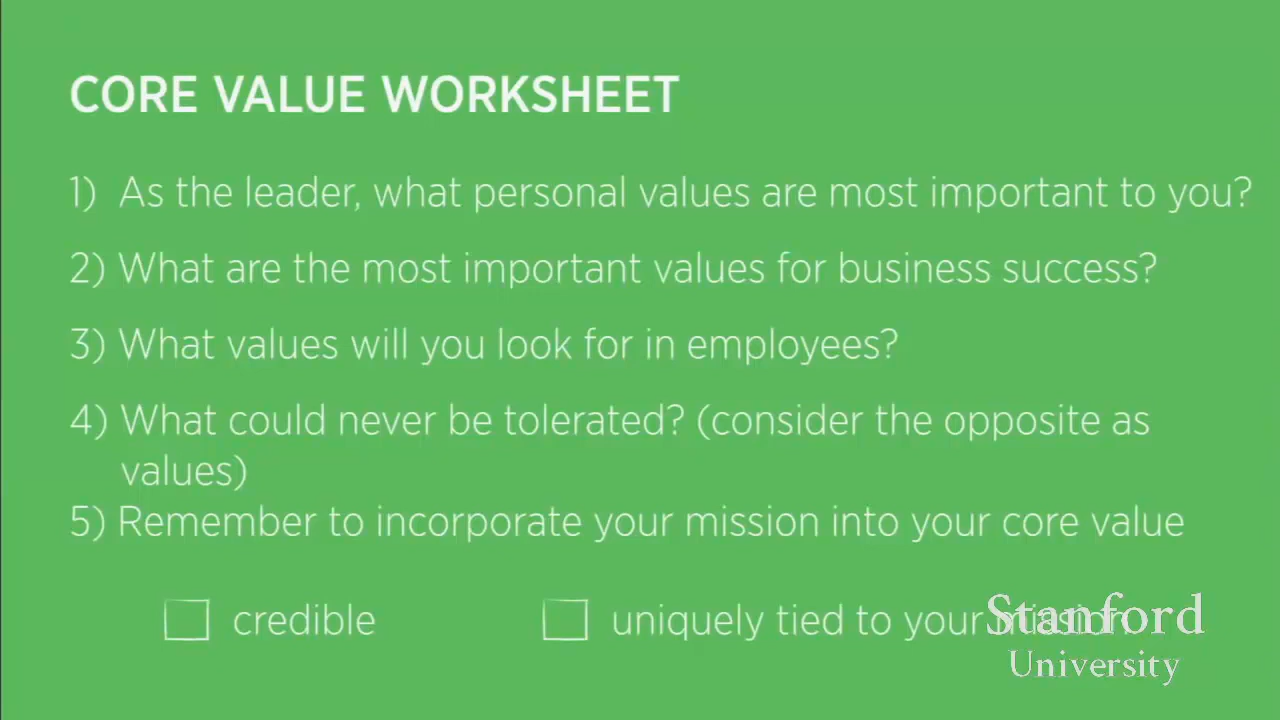 CORE VALUE WORKSHEET
1) As the leader, what personal values are most important to you?
2) What are the most important values for business success?
3) What values will you look for in employees?
4) What could never be tolerated? (consider the opposite as
values)
5) Remember to incorporate your mission into your core value
credible
uniquely tied to your mission
Stanford
University